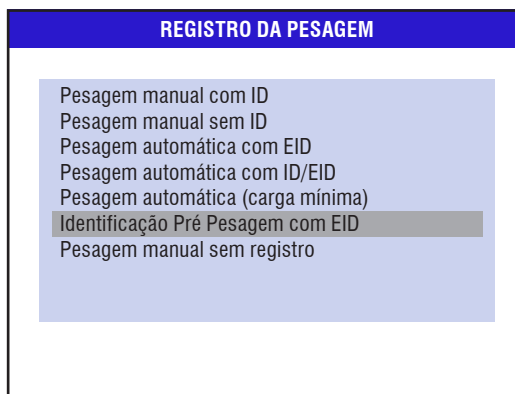 REGISTRO DA PESAGEM
Pesagem manual com ID
Pesagem manual sem ID
Pesagem automática com EID
Pesagem automática com ID/EID
Pesagem automática (carga mínima)
Identificação Pré Pesagem com EID
Pesagem manual sem registro